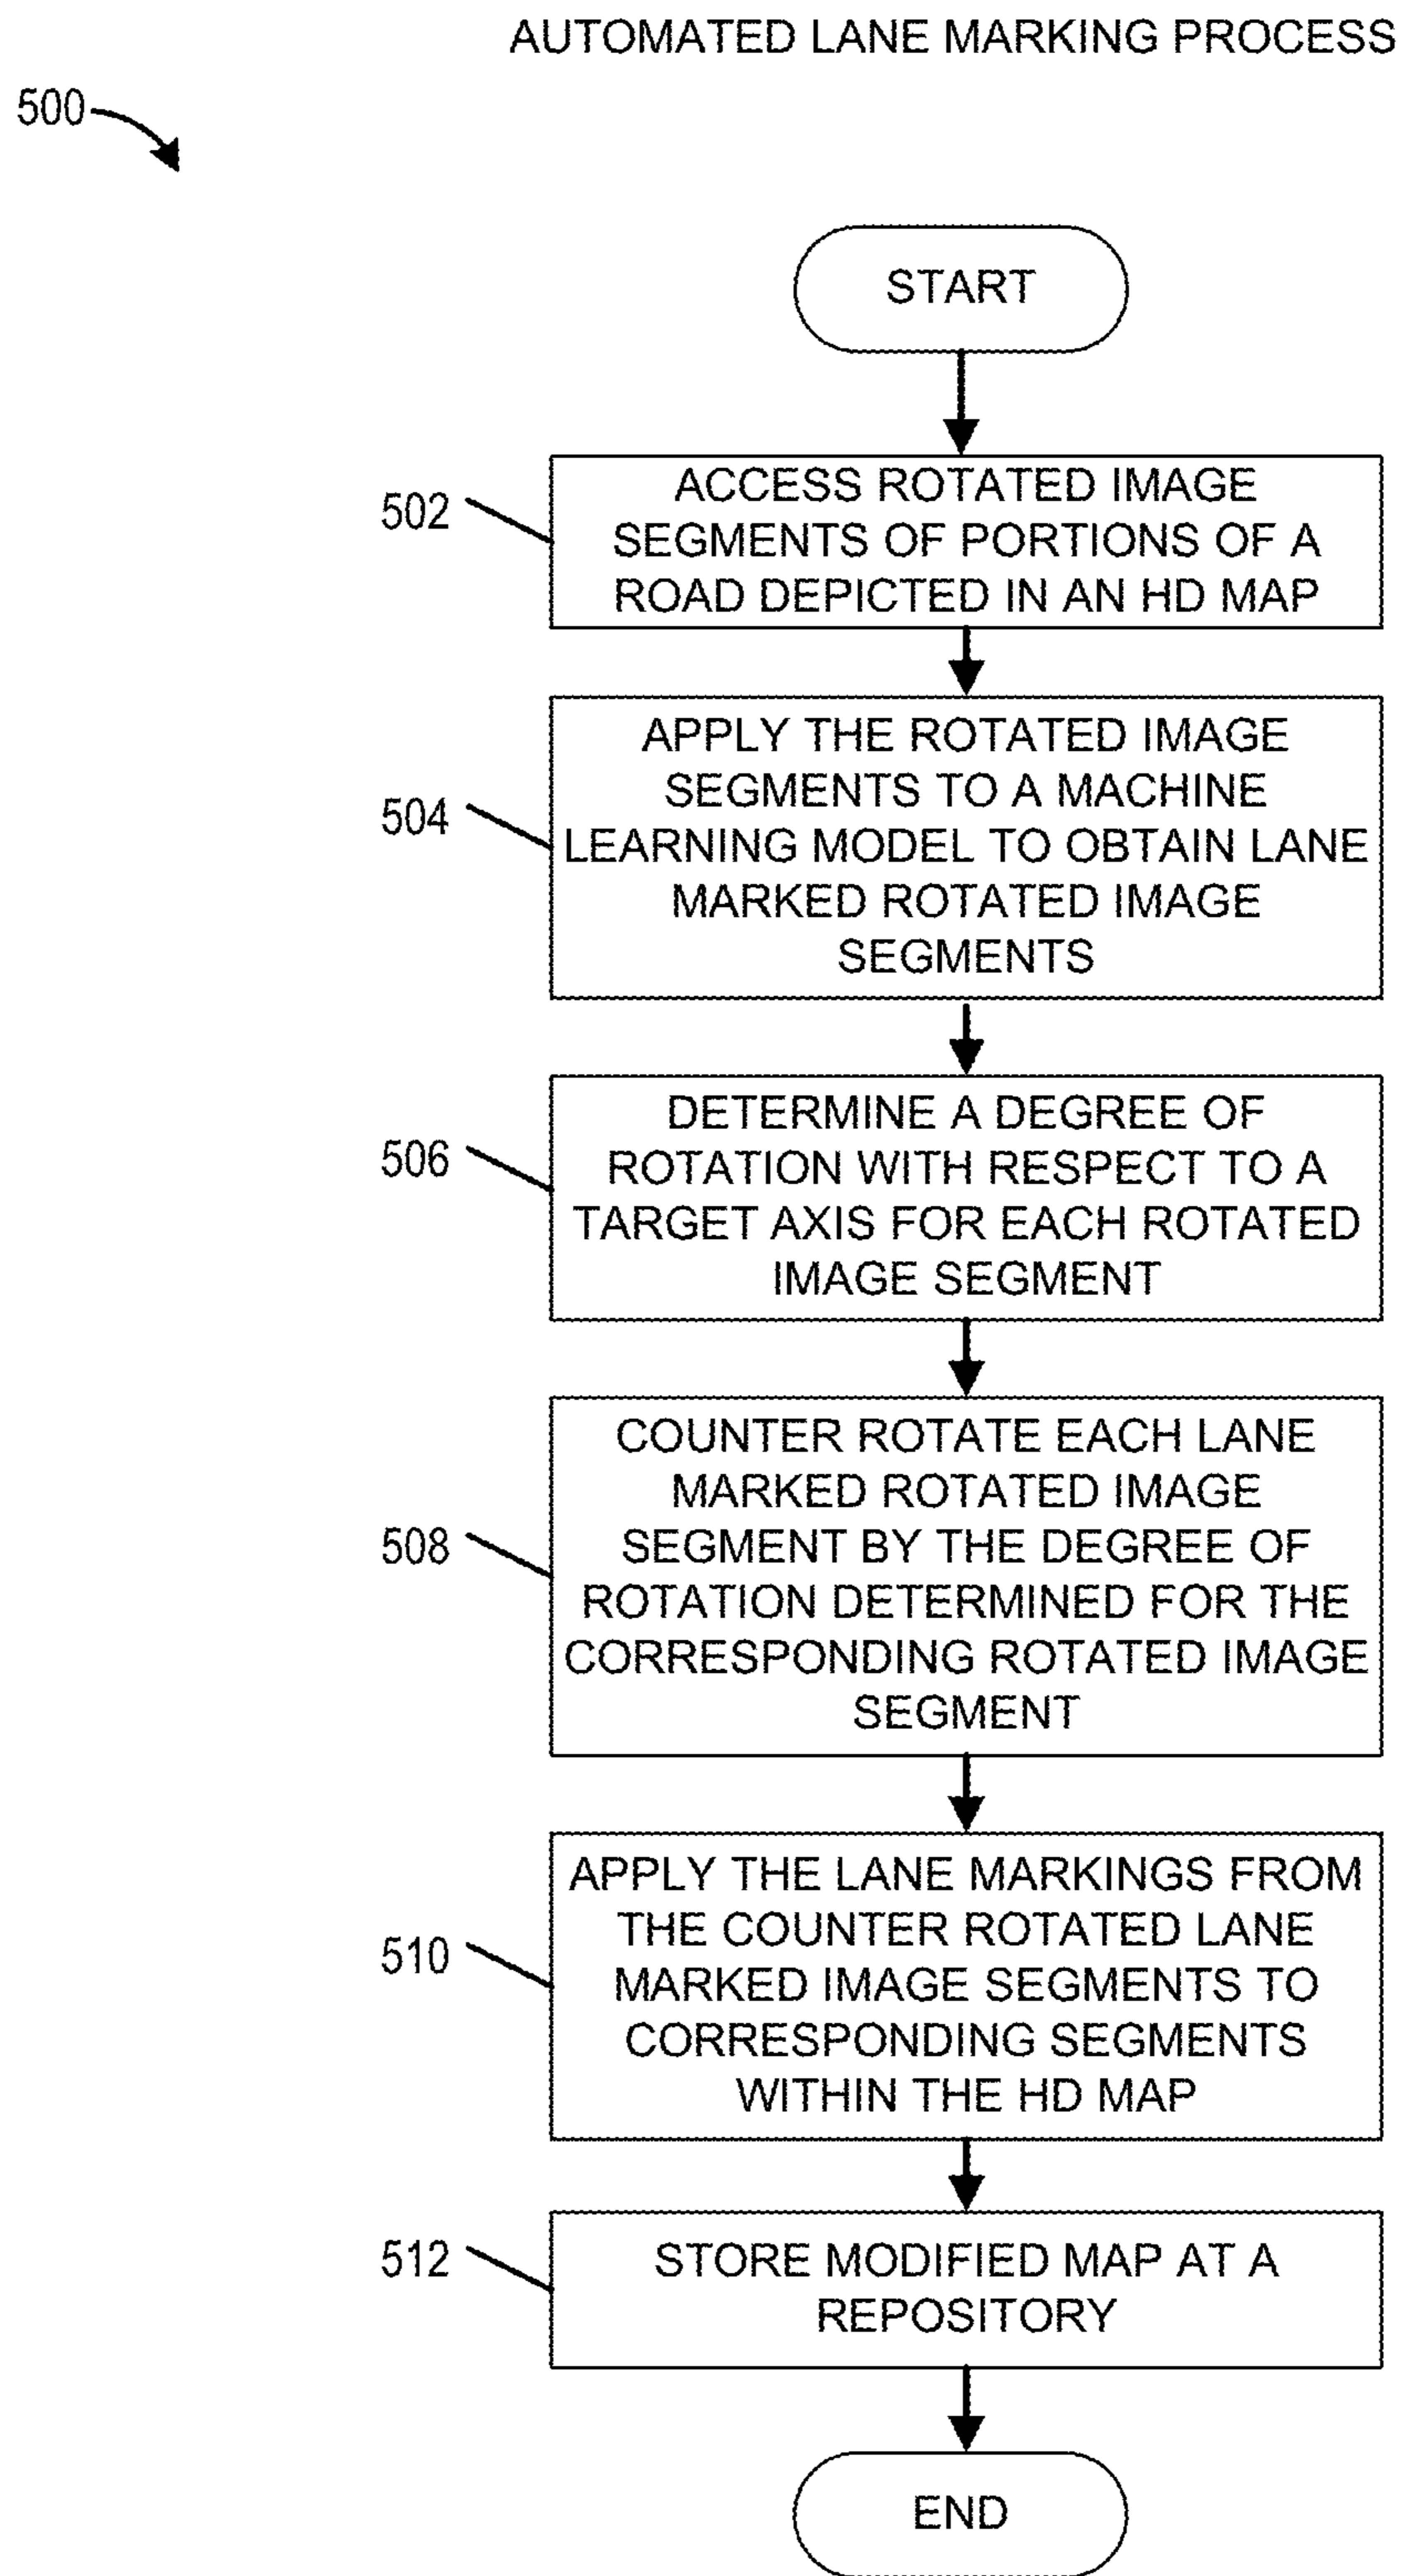 AUTOMATED LANE MARKING PROCESS
500
START
502
ACCESS ROTATED IMAGE
SEGMENTS OF PORTIONS OF A
ROAD DEPICTED IN AN HD MAP
504
APPLY THE ROTATED IMAGE
SEGMENTS TO A MACHINE
LEARNING MODEL TO OBTAIN LANE
MARKED ROTATED IMAGE
SEGMENTS
506
DETERMINE A DEGREE OF
ROTATION WITH RESPECT TO A
TARGET AXIS FOR EACH ROTATED
IMAGE SEGMENT
508
COUNTER ROTATE EACH LANE
MARKED ROTATED IMAGE
SEGMENT BY THE DEGREE OF
ROTATION DETERMINED FOR THE
CORRESPONDING ROTATED IMAGE
SEGMENT
510
APPLY THE LANE MARKINGS FROM
THE COUNTER ROTATED LANE
MARKED IMAGE SEGMENTS TO
CORRESPONDING SEGMENTS
WITHIN THE HD MAP
512
STORE MODIFIED MAP AT A
REPOSITORY
END